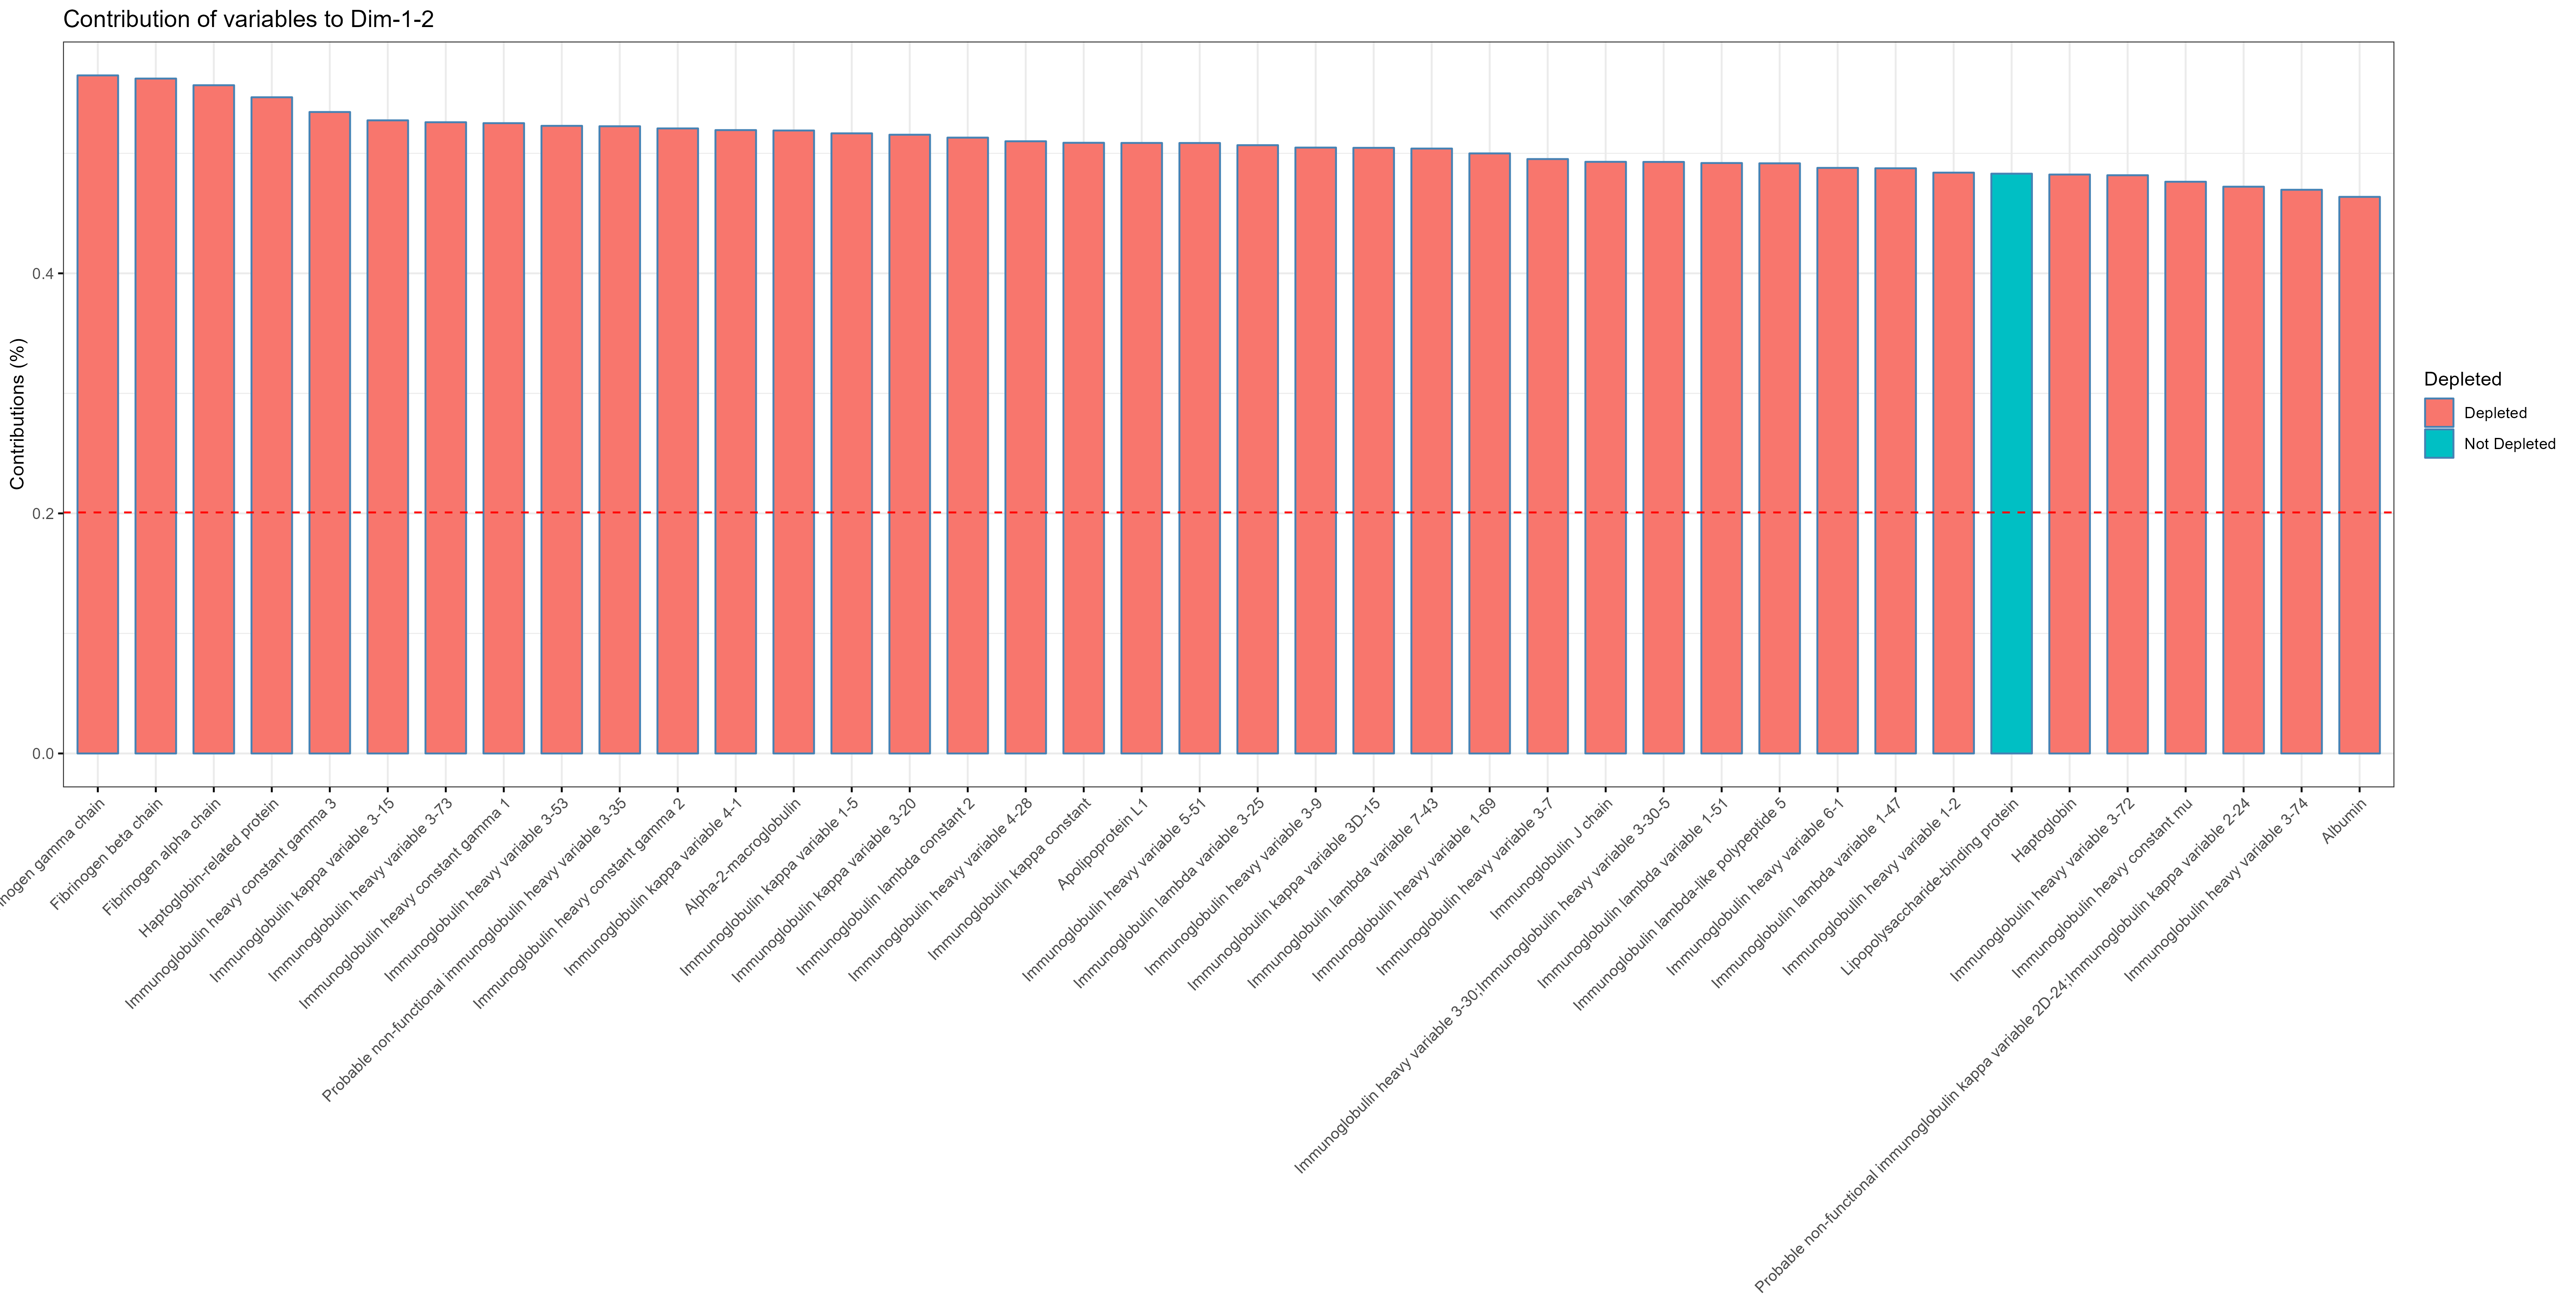 Contribution of variables to Dim-1-2
Contributions (%)
0.4
0.2
0.0
nogen gamma chain
Fibrinogen beta chain
Fibrinogen alpha chain
Haptoglobin-related protein
Immunoglobulin heavy constant gamma 3
Immunoglobulin kappa variable 3-15
Immunoglobulin heavy variable 3-73
Immunoglobulin heavy constant gamma 1
Immunoglobulin heavy variable 3-53
Probable non-functional immunoglobulin heavy variable 3-35
Immunoglobulin heavy constant gamma 2
Immunoglobulin kappa variable 4-1
Alpha-2-macroglobulin
Immunoglobulin kappa variable 1-5
Immunoglobulin kappa variable 3-20
Immunoglobulin lambda constant 2
Immunoglobulin heavy variable 4-28
Immunoglobulin kappa constant
Apolipoprotein L1
Immunoglobulin heavy variable 5-51
Immunoglobulin lambda variable 3-25
Immunoglobulin heavy variable 3-9
Immunoglobulin kappa variable 3D-15
Immunoglobulin lambda variable 7-43
Immunoglobulin heavy variable 1-69
Immunoglobulin heavy variable 3-7
Immunoglobulin J chain
Immunoglobulin heavy variable 3-30;Immunoglobulin heavy variable 3-30-5
Immunoglobulin lambda variable 1-51
Immunoglobulin lambda-like polypeptide 5
Immunoglobulin heavy variable 6-1
Immunoglobulin lambda variable 1-47
Immunoglobulin heavy variable 1-2
Lipopolysaccharide-binding protein
Haptoglobin
Immunoglobulin heavy variable 3-72
Immunoglobulin heavy constant mu
Probable non-functional immunoglobulin kappa variable 2D-24;Immunoglobulin kappa variable 2-24
Immunoglobulin heavy variable 3-74
Albumin
Depleted
Depleted
Not Depleted